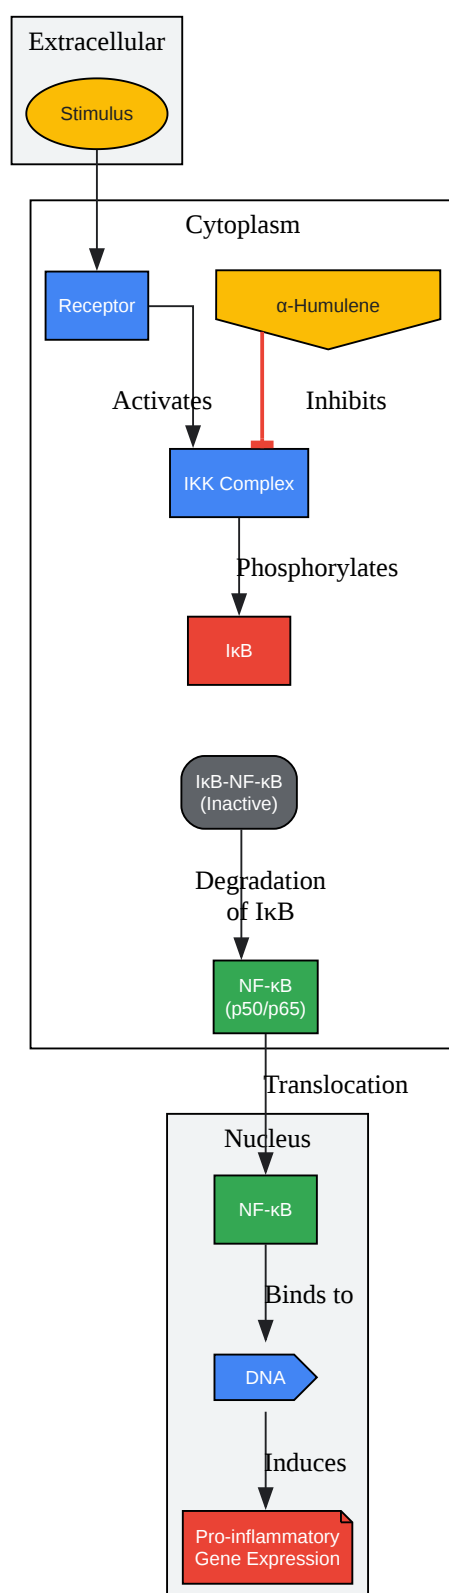 Extracellular
Stimulus
Cytoplasm
Receptor
α-Humulene
Activates
Inhibits
IKK Complex
Phosphorylates
IκB
IκB-NF-κB
(Inactive)
Degradation
of IκB
NF-κB
(p50/p65)
Translocation
Nucleus
NF-κB
Binds to
DNA
Induces
Pro-inflammatory
Gene Expression